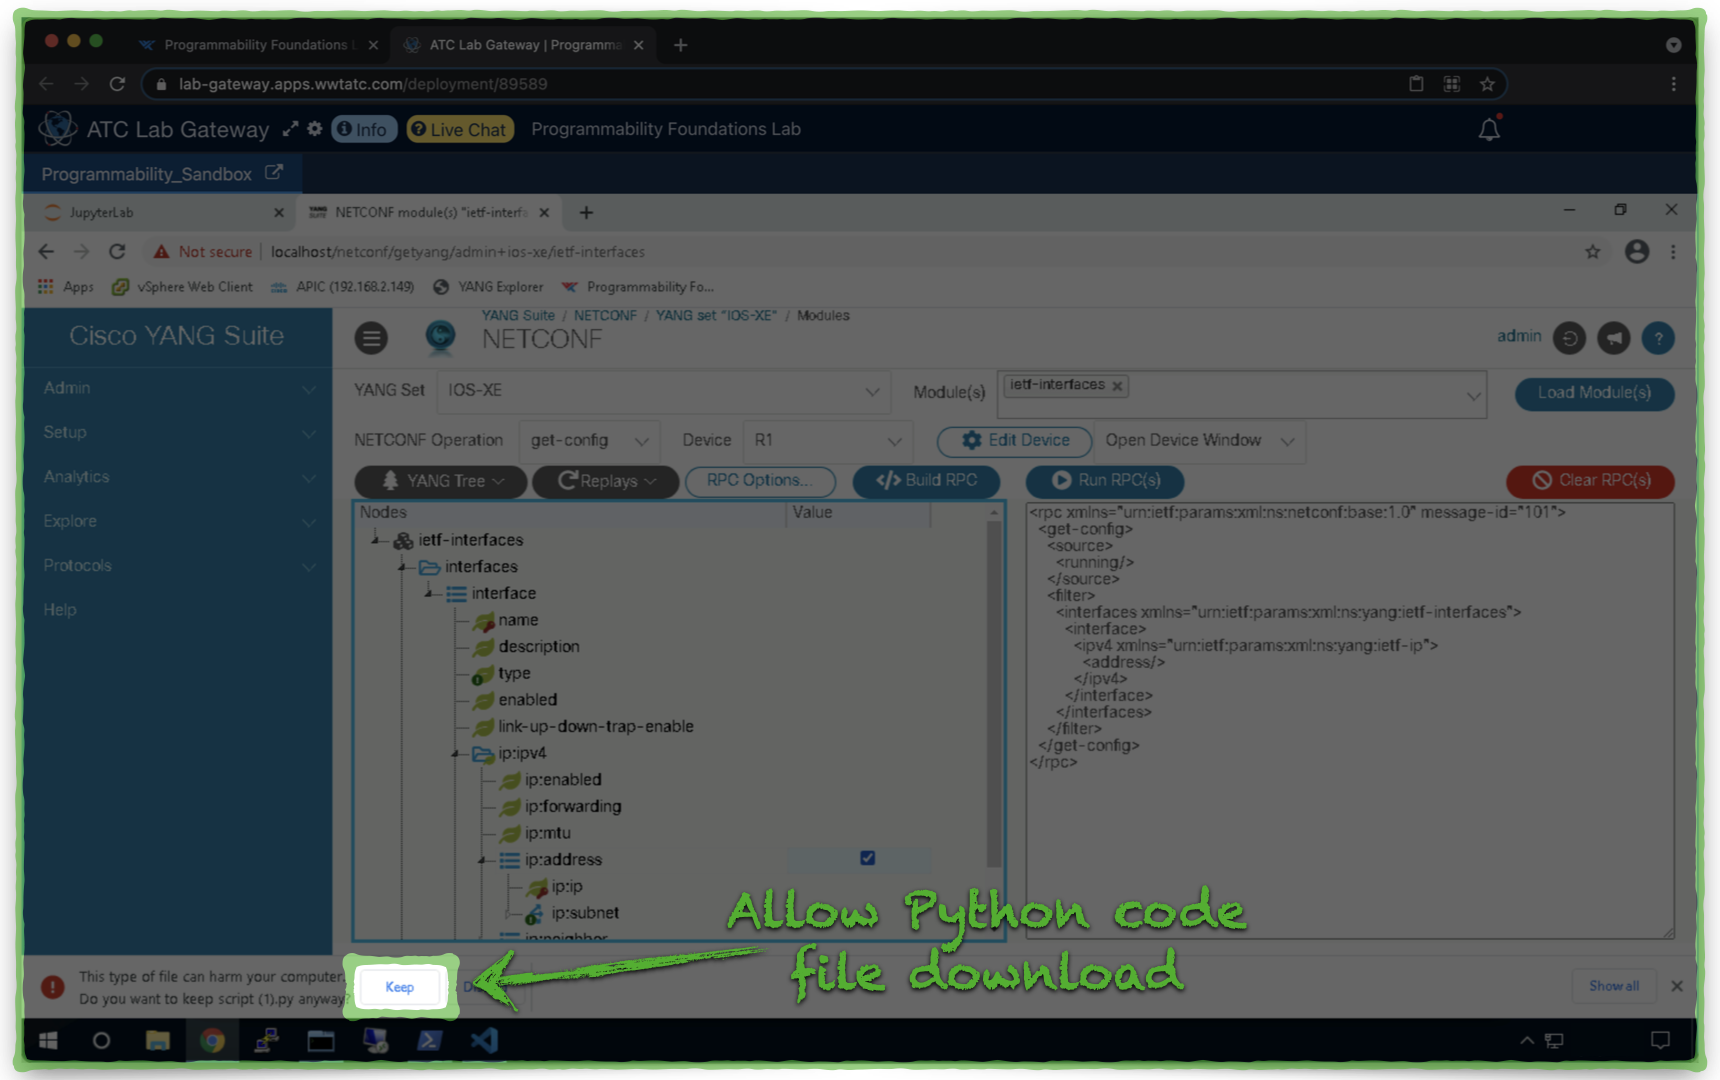 Programmability Foundations L
ATC Lab Gateway | Programma
lab-gateway.apps.wwtatc.com/deployment/89589
ATC Lab Gateway
Info
Live Chat
Programmability Foundations Lab
Programmability_Sandbox
JupyterLab
NETCONF module(s) "ietf-interfa
Not secure
localhost/netconf/getyang/admin+ios-xe/ietf-interfaces
Apps
vSphere Web Client
APIC (192.168.2.149)
YANG Explorer
Programmability Fo...
Cisco YANG Suite
YANG Suite / NETCONF / YANG set "IOS-XE" / Modules
NETCONF
admin
Admin
Setup
Analytics
Explore
Protocols
Help
YANG Set
IOS-XE
Module(s)
ietf-interfaces
Load Module(s)
NETCONF Operation
get-config
Device
R1
Edit Device
Open Device Window
YANG Tree
Replays
RPC Options...
Build RPC
Run RPC(s)
Clear RPC(s)
Nodes
Value
ietf-interfaces
interfaces
interface
name
description
type
enabled
link-up-down-trap-enable
ip:ipv4
ip:enabled
ip:forwarding
ip:mtu
ip:address
ip:ip
ip:subnet
ip:neighbor
<rpc xmlns="urn:ietf:params:xml:ns:netconf:base:1.0" message-id="101">
<get-config>
<source>
<running/>
</source>
<filter>
<interfaces xmlns="urn:ietf:params:xml:ns:yang:ietf-interfaces">
<interface>
<ipv4 xmlns="urn:ietf:params:xml:ns:yang:ietf-ip">
<address/>
</ipv4>
</interface>
</interfaces>
</filter>
</get-config>
</rpc>
Allow Python code
file download
This type of file can harm your computer.
Do you want to keep script (1).py anyway?
Keep
Show all